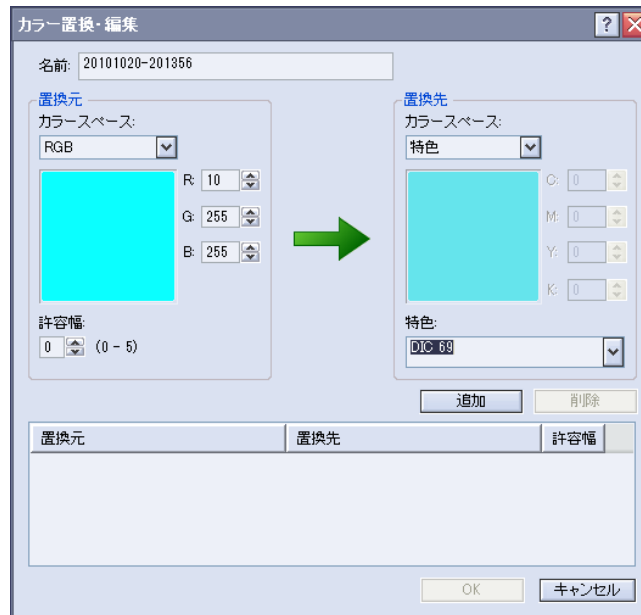 カラー置換・編集
名前: 20101020-201356
置換元
カラースペース:
RGB
R: 10
G: 255
B: 255
許容幅:
0 (0 - 5)
置換先
カラースペース:
特色
C: 0
M: 0
Y: 0
K: 0
特色:
DIC 69
追加 削除
置換元 置換先 許容幅
OK キャンセル